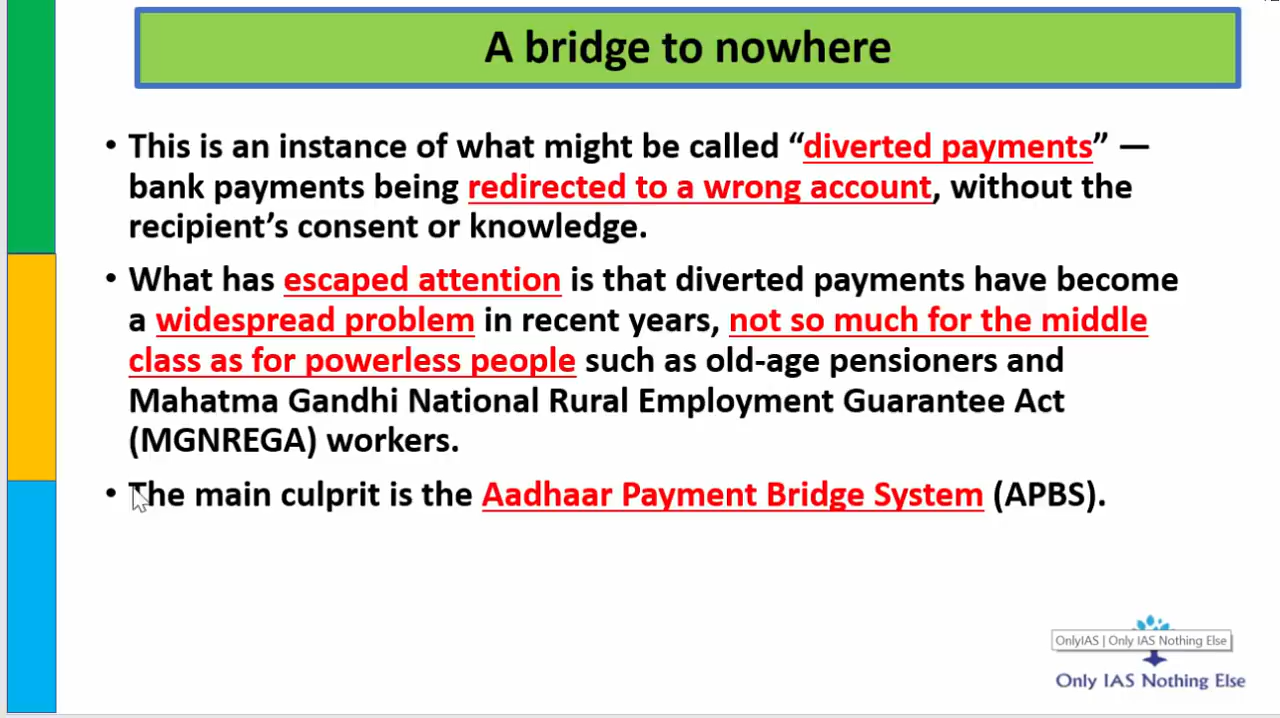 A bridge to nowhere
• This is an instance of what might be called “diverted payments” —
bank payments being redirected to a wrong account, without the
recipient’s consent or knowledge.
• What has escaped attention is that diverted payments have become
a widespread problem in recent years, not so much for the middle
class as for powerless people such as old-age pensioners and
Mahatma Gandhi National Rural Employment Guarantee Act
(MGNREGA) workers.
• The main culprit is the Aadhaar Payment Bridge System (APBS).
OnlyIAS | Only IAS Nothing Else
Only IAS Nothing Else